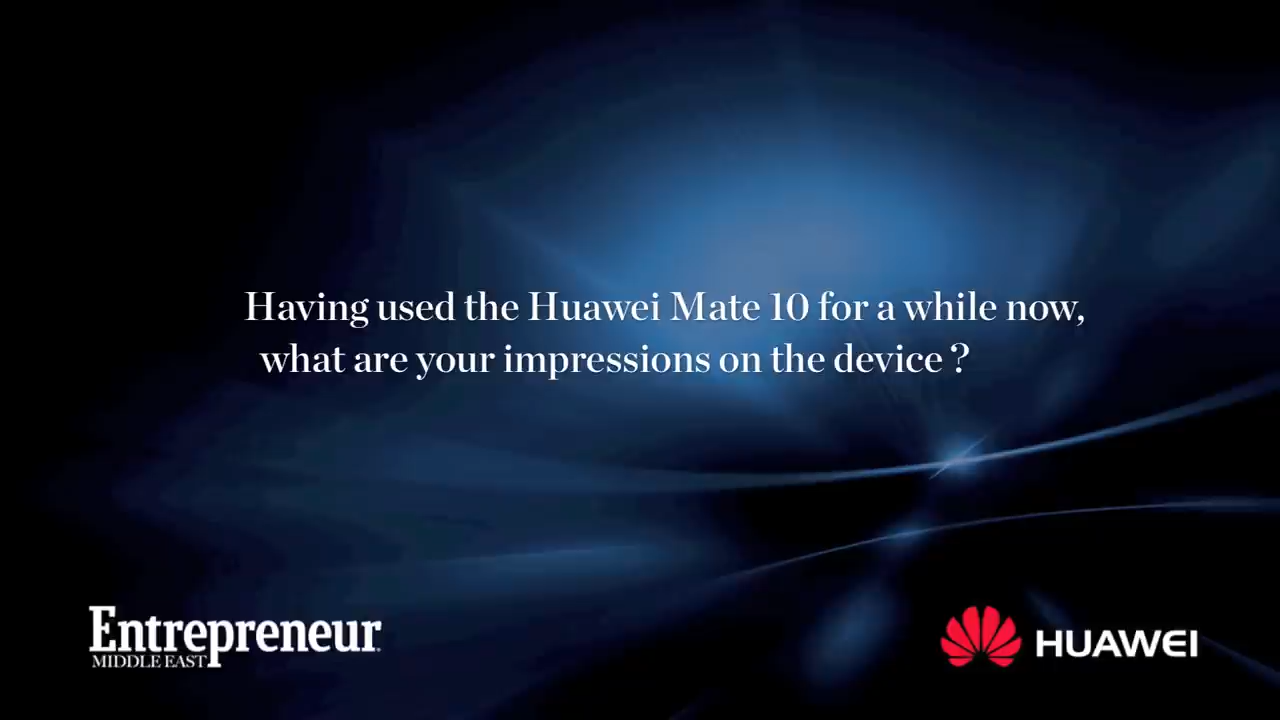 Having used the Huawei Mate 10 for a while now,
what are your impressions on the device ?
Entrepreneur
MIDDLE EAST
HUAWEI